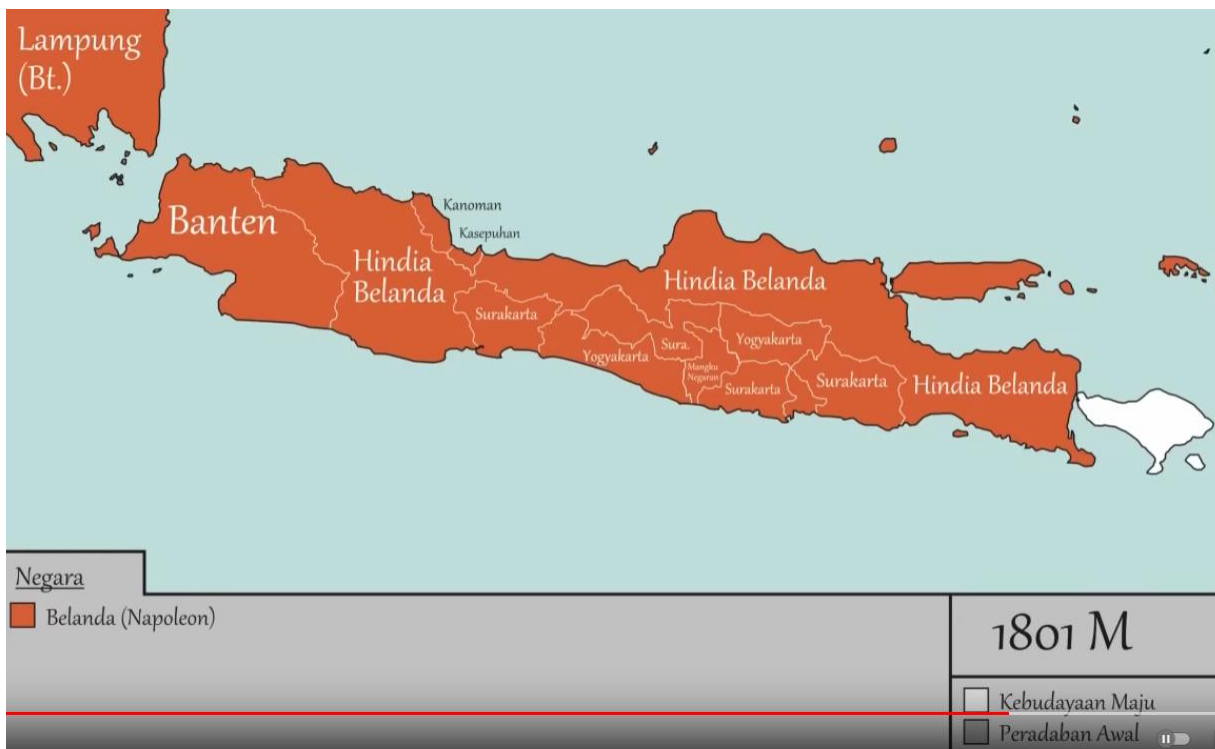 Lampung
(Bt.)
Banten
Kanoman
Kasepuhan
Hindia
Belanda
Hindia Belanda
Surakarta
Yogyakarta
Sura.
Yogyakarta
Mangku
Negaran
Surakarta
Surakarta
Hindia Belanda
Negara
Belanda (Napoleon)
1801 M
Kebudayaan Maju
Peradaban Awal